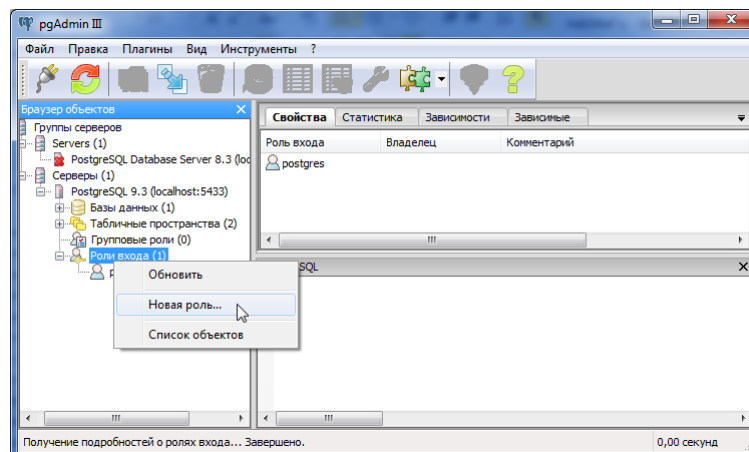 pgAdmin III
Файл Правка Плагины Вид Инструменты ?
Браузер объектов
Группы серверов
Servers (1)
PostgreSQL Database Server 8.3 (loc
Серверы (1)
PostgreSQL 9.3 (localhost:5433)
Базы данных (1)
Табличные пространства (2)
Групповые роли (0)
Роли входа (1)
Обновить
Новая роль...
Список объектов
Свойства Статистика Зависимости Зависимые
Роль входа Владелец Комментарий
postgres
SQL
Получение подробностей о ролях входа... Завершено.
0,00 секунд